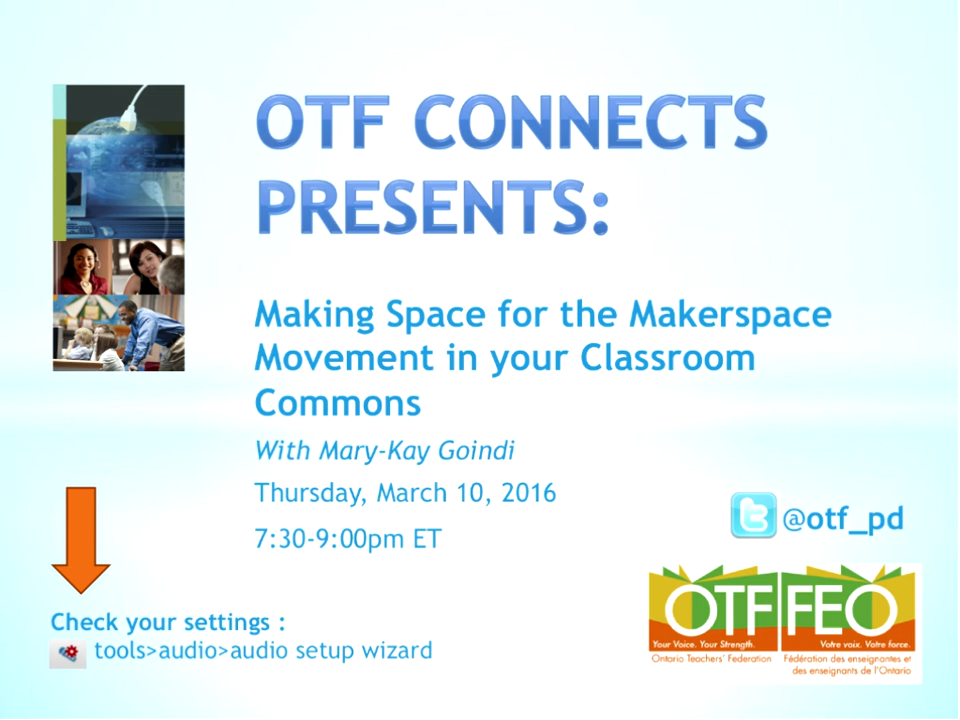 OTF CONNECTS
PRESENTS:
Making Space for the Makerspace
Movement in your Classroom
Commons
With Mary-Kay Goindi
Thursday, March 10, 2016
7:30-9:00pm ET
@otf_pd
Check your settings :
tools>audio>audio setup wizard
OTF FEO
Your Voice. Your Strength. Votre voix. Votre force.
Ontario Teachers' Federation
Fédération des enseignantes et
des enseignants de l'Ontario